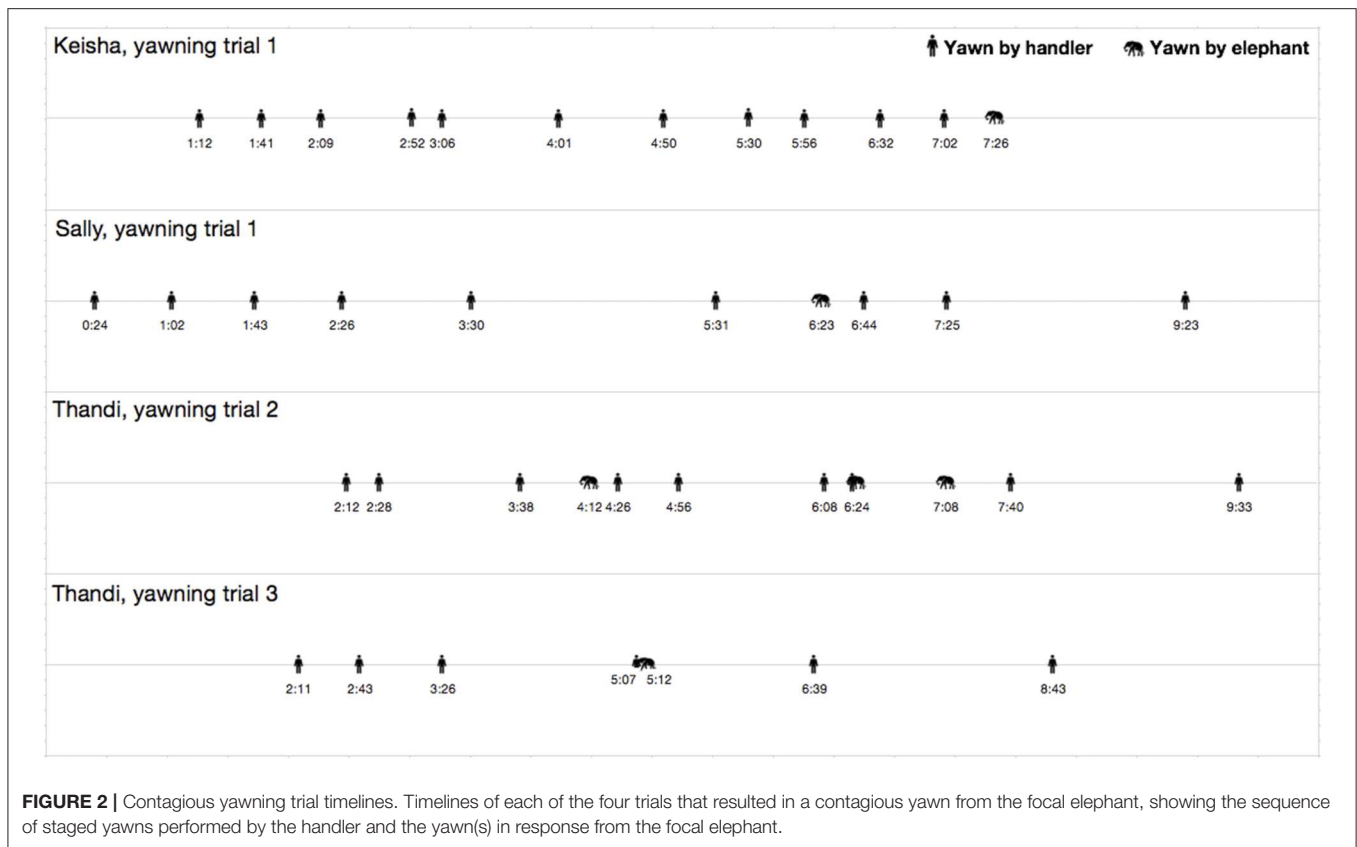 Keisha, yawning trial 1
Yawn by handler Yawn by elephant
1:12 1:41 2:09 2:52 3:06 4:01 4:50 5:30 5:56 6:32 7:02 7:26
Sally, yawning trial 1
0:24 1:02 1:43 2:26 3:30 5:31 6:23 6:44 7:25 9:23
Thandi, yawning trial 2
2:12 2:28 3:38 4:12 4:26 4:56 6:08 6:24 7:08 7:40 9:33
Thandi, yawning trial 3
2:11 2:43 3:26 5:07 5:12 6:39 8:43
FIGURE 2 | Contagious yawning trial timelines. Timelines of each of the four trials that resulted in a contagious yawn from the focal elephant, showing the sequence
of staged yawns performed by the handler and the yawn(s) in response from the focal elephant.